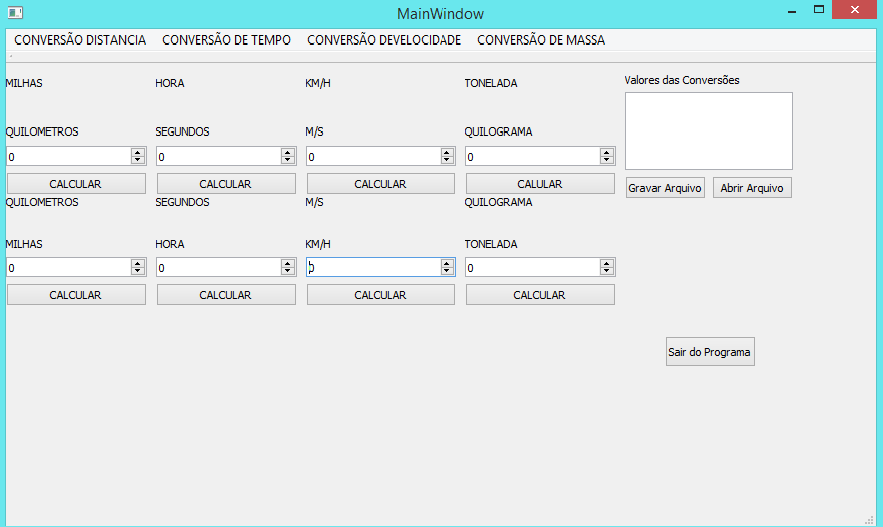 MainWindow
CONVERSÃO DISTANCIA CONVERSÃO DE TEMPO CONVERSÃO DEVELOCIDADE CONVERSÃO DE MASSA
MILHAS HORA KM/H TONELADA Valores das Conversões
QUILOMETROS SEGUNDOS M/S QUILOGRAMA
0 0 0 0
CALCULAR CALCULAR CALCULAR CALULAR Gravar Arquivo Abrir Arquivo
QUILOMETROS SEGUNDOS M/S QUILOGRAMA
MILHAS HORA KM/H TONELADA
0 0 0 0
CALCULAR CALCULAR CALCULAR CALCULAR
Sair do Programa